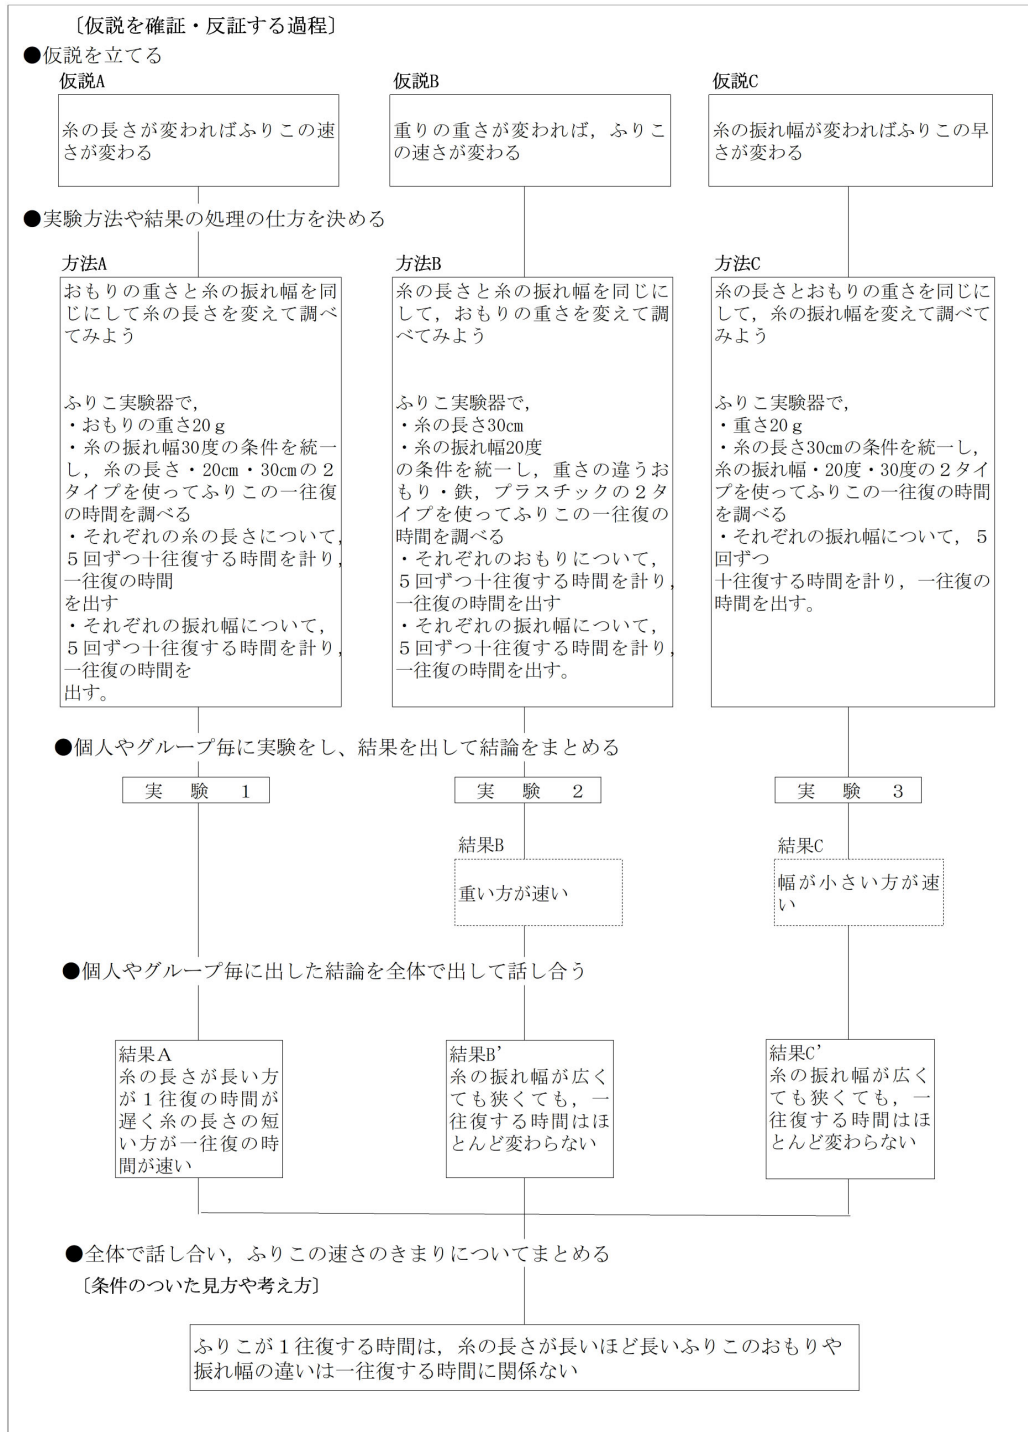 〔仮説を確証・反証する過程〕
●仮説を立てる
仮説A
糸の長さが変わればふりこの速
さが変わる
仮説B
重りの重さが変われば，ふりこ
の速さが変わる
仮説C
糸の振れ幅が変わればふりこの早
さが変わる
●実験方法や結果の処理の仕方を決める
方法A
おもりの重さと糸の振れ幅を同
じにして糸の長さを変えて調べ
てみよう
ふりこ実験器で，
・おもりの重さ20ｇ
・糸の振れ幅30度の条件を統一
し，糸の長さ・20㎝・30㎝の２
タイプを使ってふりこの一往復
の時間を調べる
・それぞれの糸の長さについて，
５回ずつ十往復する時間を計り，
一往復の時間
を出す
・それぞれの振れ幅について，
５回ずつ十往復する時間を計り，
一往復の時間を
出す。
方法B
糸の長さと糸の振れ幅を同じに
して，おもりの重さを変えて調
べてみよう
ふりこ実験器で，
・糸の長さ30㎝
・糸の振れ幅20度
の条件を統一し，重さの違うお
もり・鉄，プラスチックの２タ
イプを使ってふりこの一往復の
時間を調べる
・それぞれのおもりについて，
５回ずつ十往復する時間を計り，
一往復の時間を出す
・それぞれの振れ幅について，
５回ずつ十往復する時間を計り，
一往復の時間を出す。
方法C
糸の長さとおもりの重さを同じに
して，糸の振れ幅を変えて調べて
みよう
ふりこ実験器で，
・重さ20ｇ
・糸の長さ30㎝の条件を統一し，
糸の振れ幅・20度・30度の２タイ
プを使ってふりこの一往復の時間
を調べる
・それぞれの振れ幅について，５
回ずつ
十往復する時間を計り，一往復の
時間を出す。
●個人やグループ毎に実験をし、結果を出して結論をまとめる
実　験　１
実　験　２
実　験　３
結果B
重い方が速い
結果C
幅が小さい方が速
い
●個人やグループ毎に出した結論を全体で出して話し合う
結果Ａ
糸の長さが長い方
が１往復の時間が
遅く糸の長さの短
い方が一往復の時
間が速い
結果B’
糸の振れ幅が広く
ても狭くても，一
往復する時間はほ
とんど変わらない
結果C’
糸の振れ幅が広く
ても狭くても，一
往復する時間はほ
とんど変わらない
●全体で話し合い，ふりこの速さのきまりについてまとめる
〔条件のついた見方や考え方〕
ふりこが１往復する時間は，糸の長さが長いほど長いふりこのおもりや
振れ幅の違いは一往復する時間に関係ない